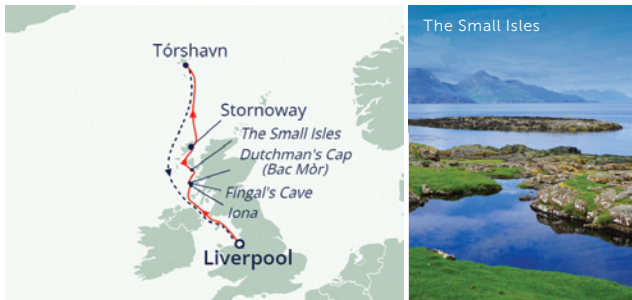 Tórshavn
Stornoway
The Small Isles
Dutchman's Cap
(Bac Mòr)
Fingal's Cave
Iona
Liverpool
The Small Isles